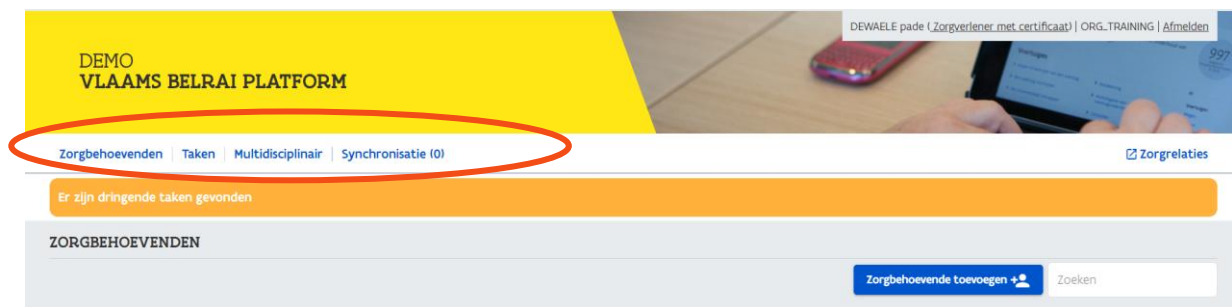 DEWAELE pade ( Zorgverlener met certificaat) | ORG_TRAINING | Afmelden
997
DEMO
VLAAMS BELRAI PLATFORM
Zorgbehoevenden | Taken | Multidisciplinair | Synchronisatie (0)
Zorgrelaties
Er zijn dringende taken gevonden
ZORGBEHOEVENDEN
Zorgbehoevende toevoegen
Zoeken